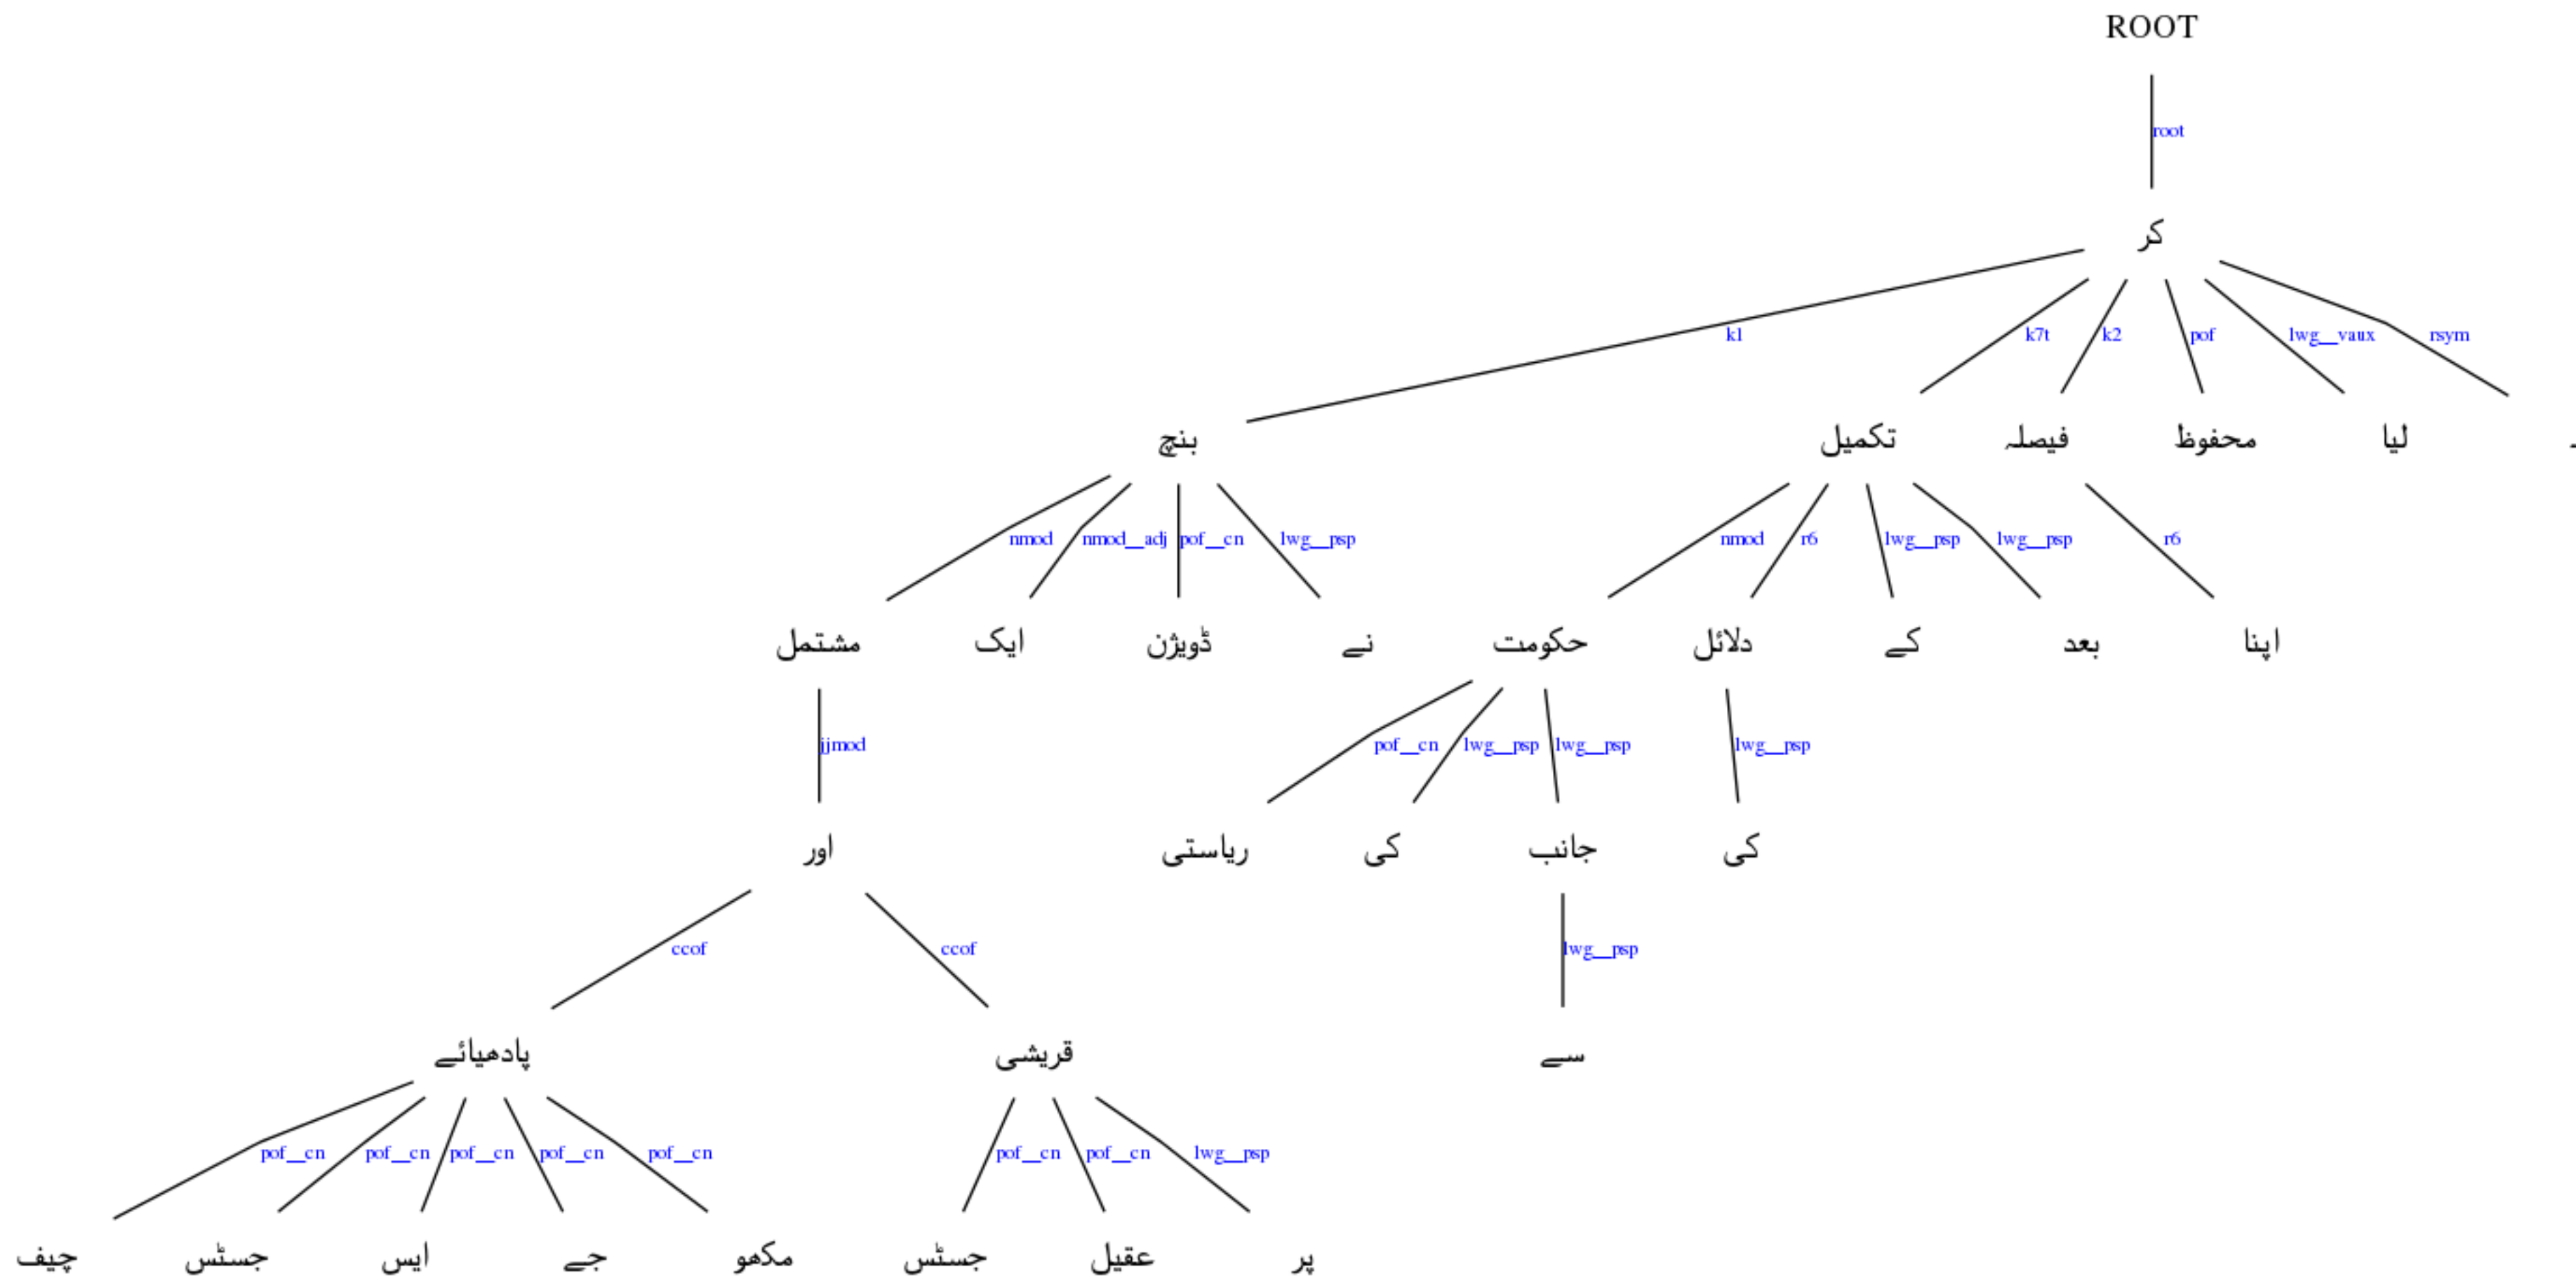 ROOT
root
کر
k1 k7t k2 pof lwg__vaux rsym
بنچ تکمیل فیصلہ محفوظ لیا ۔
nmod nmod__adj pof__cn lwg__psp nmod r6 lwg__psp lwg__psp r6
مشتمل ایک ڈویژن نے حکومت دلائل کے بعد اپنا
jjmod pof__cn lwg__psp lwg__psp lwg__psp
اور ریاستی کی جانب کی
ccof ccof lwg__psp
پادھیائے قریشی سے
pof__cn pof__cn pof__cn pof__cn pof__cn pof__cn pof__cn lwg__psp
چیف جسٹس ایس جے مکھو جسٹس عقیل پر